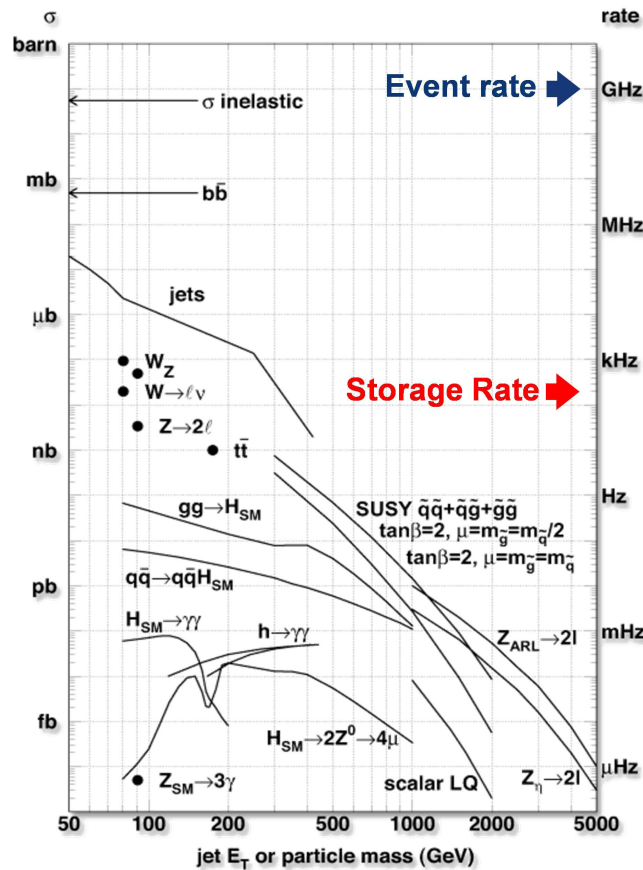 σ
rate
barn
Event rate
GHz
σ inelastic
mb
bb̄
MHz
jets
μb
W
Z
kHz
W→ℓν
Storage Rate
Z→2ℓ
nb
tt̄
gg→H_SM
Hz
SUSY q̃q̃+q̃g̃+g̃g̃
tanβ=2, μ=m_g̃=m_q̃/2
tanβ=2, μ=m_g̃=m_q̃
qq̄→qq̄H_SM
pb
H_SM→γγ
h→γγ
mHz
Z_ARL→2l
fb
H_SM→2Z⁰→4μ
Z_SM→3γ
scalar LQ
Z_η→2l
μHz
50 100 200 500 1000 2000 5000
jet E_T or particle mass (GeV)